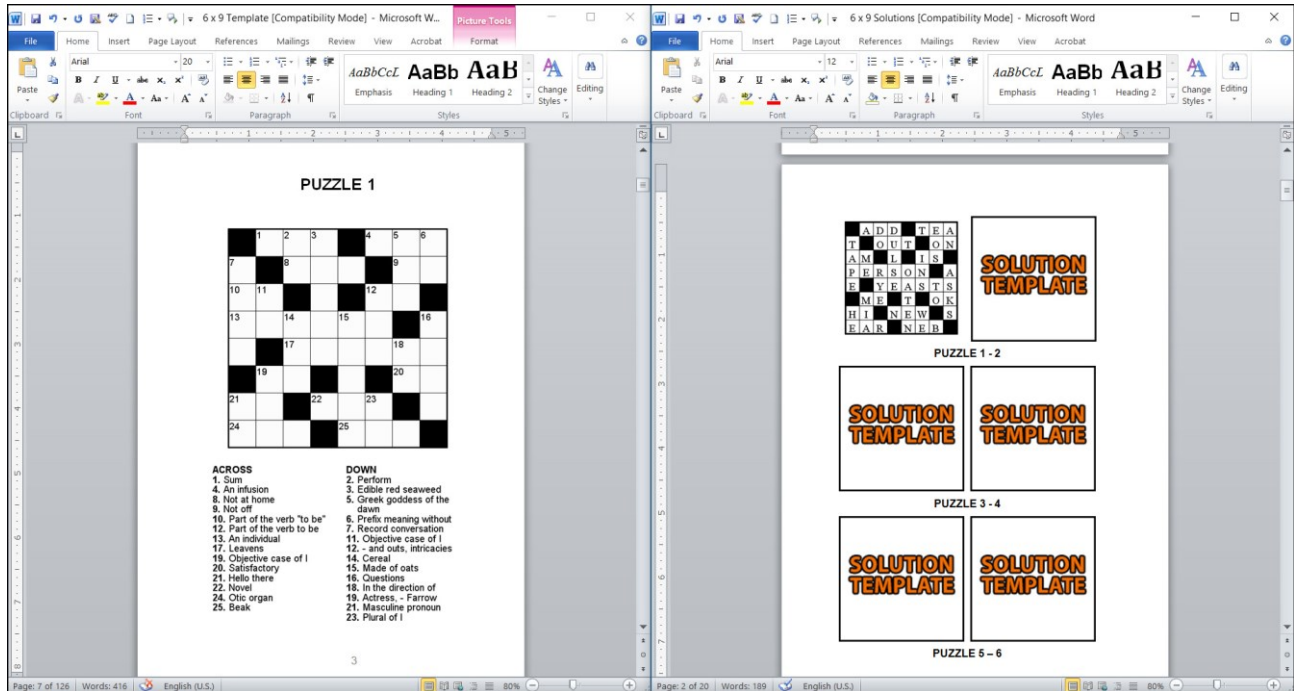 6 x 9 Template [Compatibility Mode] - Microsoft W...
Picture Tools
File Home Insert Page Layout References Mailings Review View Acrobat Format
Arial 20
Paste
B I U abc x, x²
A ab A Aa A A
AaBbCcL AaBb AaB
Emphasis Heading 1 Heading 2
Change Styles
Editing
Clipboard Font Paragraph Styles
PUZZLE 1
1 2 3 4 5 6
7 8 9
10 11 12
13 14 15 16
17 18
19 20
21 22 23
24 25
ACROSS
1. Sum
4. An infusion
8. Not at home
9. Not off
10. Part of the verb "to be"
12. Part of the verb to be
13. An individual
17. Leavens
19. Objective case of I
20. Satisfactory
21. Hello there
22. Novel
24. Otic organ
25. Beak
DOWN
2. Perform
3. Edible red seaweed
5. Greek goddess of the
dawn
6. Prefix meaning without
7. Record conversation
11. Objective case of I
12. - and outs, intricacies
14. Cereal
15. Made of oats
16. Questions
18. In the direction of
19. Actress, - Farrow
21. Masculine pronoun
23. Plural of I
3
Page: 7 of 126 Words: 416 English (U.S.) 80%
6 x 9 Solutions [Compatibility Mode] - Microsoft Word
File Home Insert Page Layout References Mailings Review View Acrobat
Arial 12
Paste
B I U abc x, x²
A ab A Aa A A
AaBbCcL AaBb AaB
Emphasis Heading 1 Heading 2
Change Styles
Editing
Clipboard Font Paragraph Styles
A D D T E A
T O U T O N
A M L I S
P E R S O N A
E Y E A S T S
M E T O K
H I N E W S
E A R N E B
SOLUTION
TEMPLATE
PUZZLE 1 - 2
SOLUTION
TEMPLATE
SOLUTION
TEMPLATE
PUZZLE 3 - 4
SOLUTION
TEMPLATE
SOLUTION
TEMPLATE
PUZZLE 5 – 6
Page: 2 of 20 Words: 189 English (U.S.) 80%